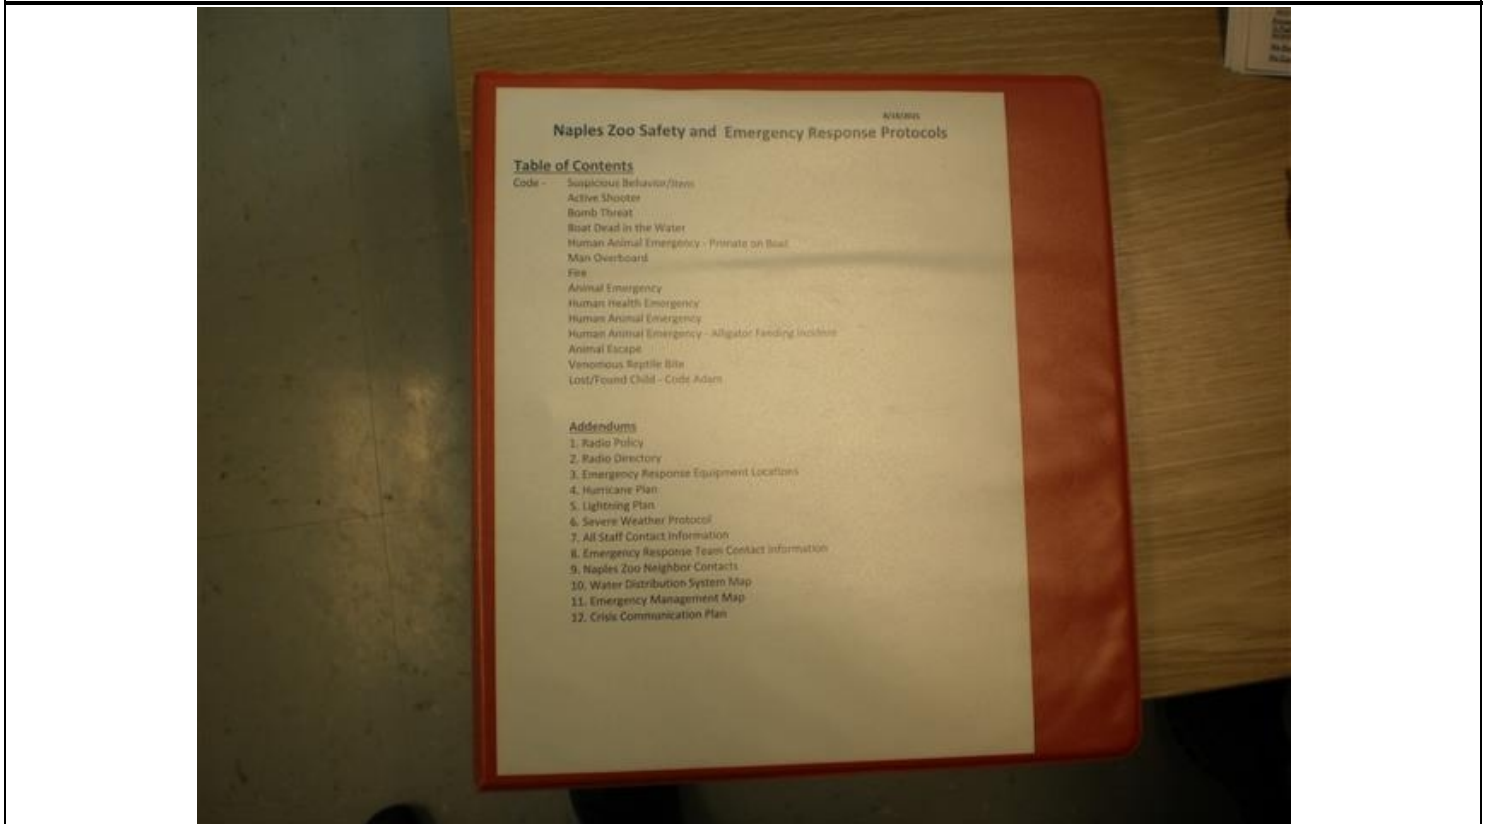 Naples Zoo Safety and Emergency Response Protocols
Table of Contents
Code - Suspicious Behavior/Item
Active Shooter
Bomb Threat
Boat Dead in the Water
Human Animal Emergency - Primate on Boat
Man Overboard
Fire
Animal Emergency
Human Health Emergency
Human Animal Emergency
Human Animal Emergency - Alligator Feeding Incident
Animal Escape
Venomous Reptile Bite
Lost/Found Child - Code Adam
Addendums
1. Radio Policy
2. Radio Directory
3. Emergency Response Equipment Locations
4. Hurricane Plan
5. Lightning Plan
6. Severe Weather Protocol
7. All Staff Contact Information
8. Emergency Response Team Contact Information
9. Naples Zoo Neighbor Contacts
10. Water Distribution System Map
11. Emergency Management Map
12. Crisis Communication Plan